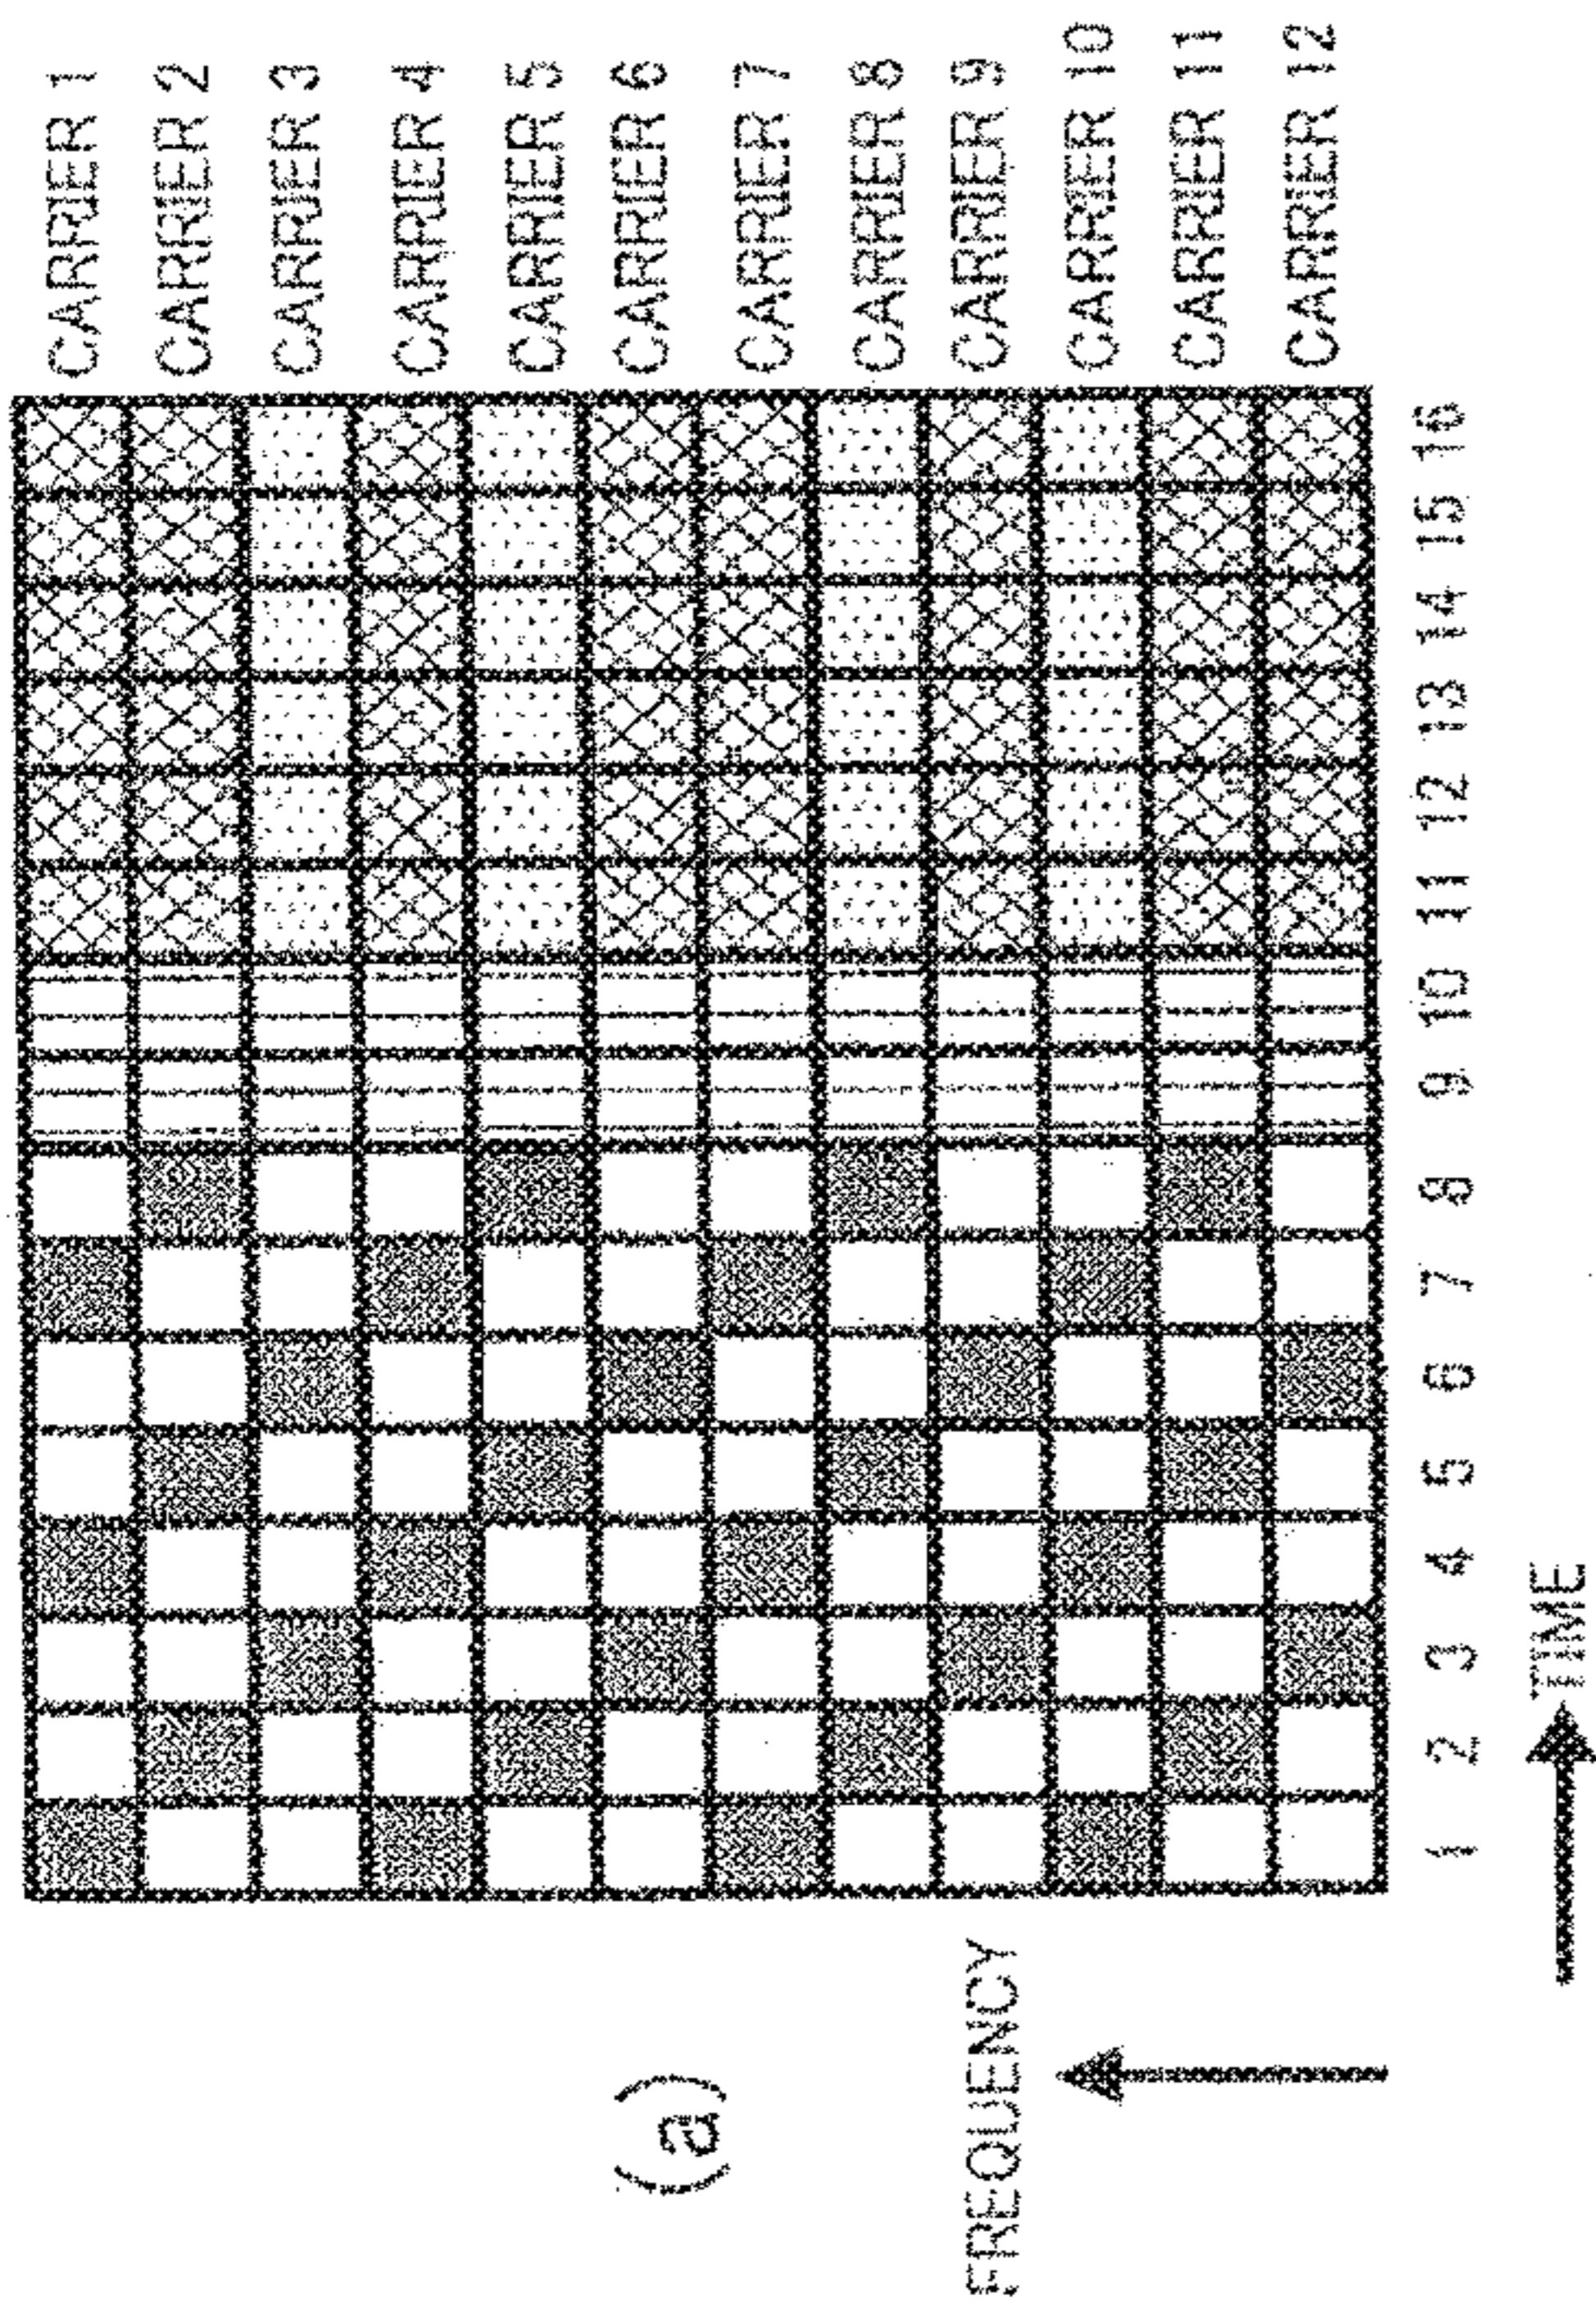 (a)
FREQUENCY
CARRIER 1
CARRIER 2
CARRIER 3
CARRIER 4
CARRIER 5
CARRIER 6
CARRIER 7
CARRIER 8
CARRIER 9
CARRIER 10
CARRIER 11
CARRIER 12
1 2 3 4 5 6 7 8 9 10 11 12 13 14 15 16
TIME